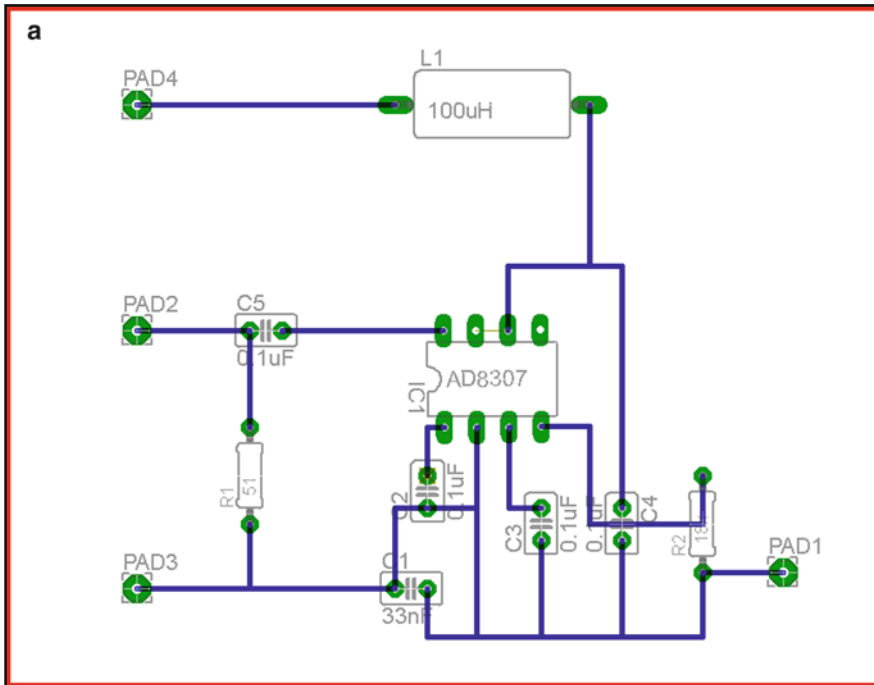 a
L1
PAD4
100uH
PAD2
C5
0.1uF
AD8307
IC1
R1
51
0.1uF
C3
0.1uF
C4
R2
PAD1
PAD3
C1
33nF